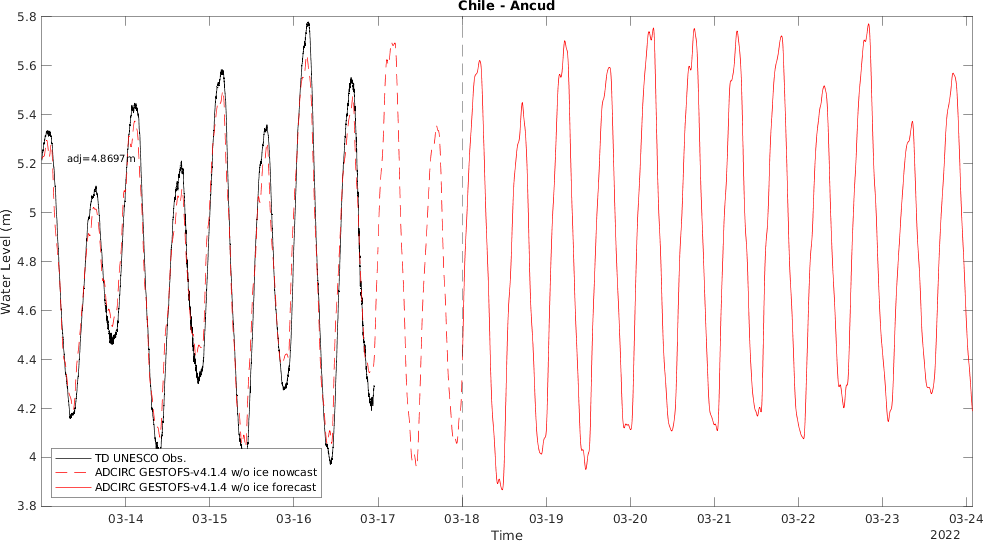 Chile - Ancud
5.8
5.6
5.4
5.2
5
4.8
4.6
4.4
4.2
4
3.8
Water Level (m)
adj=4.8697m
TD UNESCO Obs.
ADCIRC GESTOFS-v4.1.4 w/o ice nowcast
ADCIRC GESTOFS-v4.1.4 w/o ice forecast
03-14 03-15 03-16 03-17 03-18 03-19 03-20 03-21 03-22 03-23 03-24
Time
2022